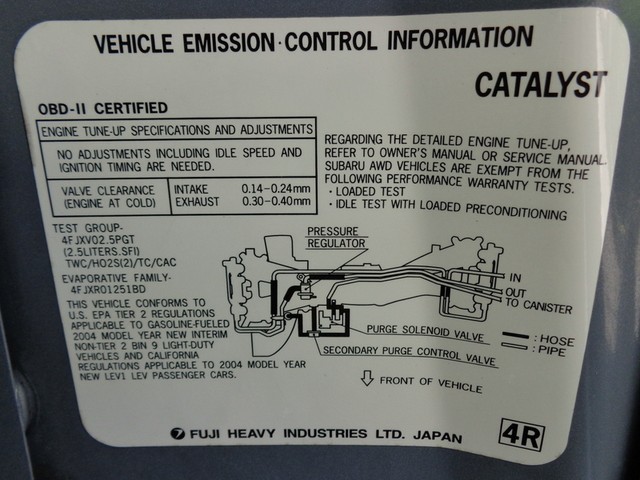 VEHICLE EMISSION·CONTROL INFORMATION
CATALYST
OBD-II CERTIFIED
ENGINE TUNE-UP SPECIFICATIONS AND ADJUSTMENTS
NO ADJUSTMENTS INCLUDING IDLE SPEED AND
IGNITION TIMING ARE NEEDED.
VALVE CLEARANCE
(ENGINE AT COLD)
INTAKE 0.14-0.24mm
EXHAUST 0.30-0.40mm
REGARDING THE DETAILED ENGINE TUNE-UP,
REFER TO OWNER'S MANUAL OR SERVICE MANUAL.
SUBARU AWD VEHICLES ARE EXEMPT FROM THE
FOLLOWING PERFORMANCE WARRANTY TESTS.
· LOADED TEST
· IDLE TEST WITH LOADED PRECONDITIONING
TEST GROUP-
4FJXV02.5PGT
(2.5LITERS.SFI)
TWC/HO2S(2)/TC/CAC
EVAPORATIVE FAMILY-
4FJXR01251BD
THIS VEHICLE CONFORMS TO
U.S. EPA TIER 2 REGULATIONS
APPLICABLE TO GASOLINE-FUELED
2004 MODEL YEAR NEW INTERIM
NON-TIER 2 BIN 9 LIGHT-DUTY
VEHICLES AND CALIFORNIA
REGULATIONS APPLICABLE TO 2004 MODEL YEAR
NEW LEV1 LEV PASSENGER CARS.
PRESSURE
REGULATOR
IN
OUT
TO CANISTER
PURGE SOLENOID VALVE
SECONDARY PURGE CONTROL VALVE
: HOSE
: PIPE
FRONT OF VEHICLE
FUJI HEAVY INDUSTRIES LTD. JAPAN
4R